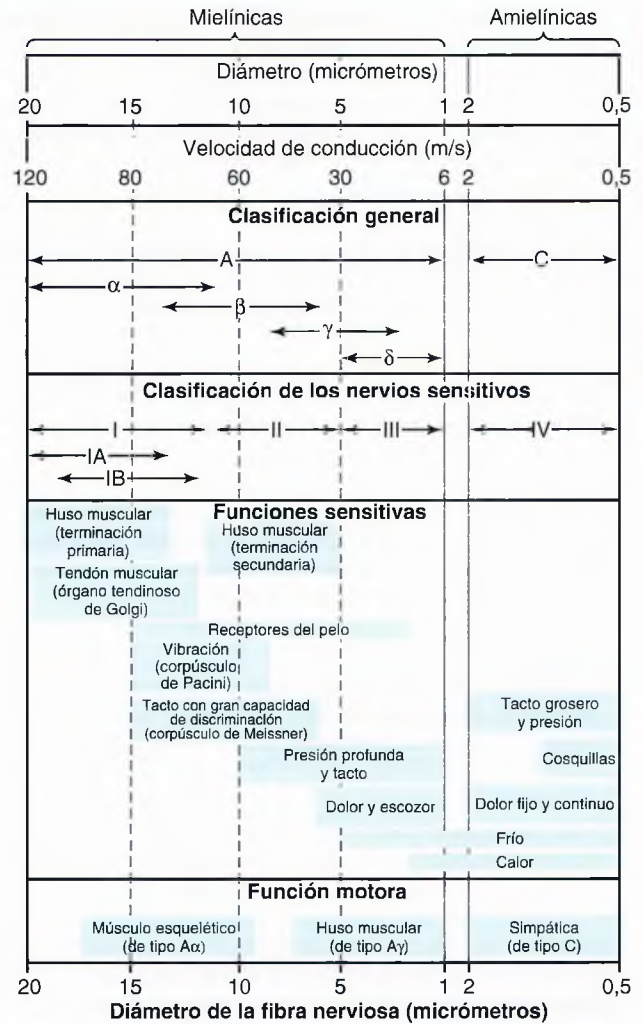 Mielínicas Amielínicas
Diámetro (micrómetros)
20 15 10 5 1 2 0,5
Velocidad de conducción (m/s)
120 80 60 30 6 2 0,5
Clasificación general
A C
α
β
γ
δ
Clasificación de los nervios sensitivos
I II III IV
IA
IB
Funciones sensitivas
Huso muscular
(terminación
primaria)
Huso muscular
(terminación
secundaria)
Tendón muscular
(órgano tendinoso
de Golgi)
Receptores del pelo
Vibración
(corpúsculo
de Pacini)
Tacto con gran capacidad
de discriminación
(corpúsculo de Meissner)
Tacto grosero
y presión
Presión profunda
y tacto
Cosquillas
Dolor y escozor
Dolor fijo y continuo
Frío
Calor
Función motora
Músculo esquelético
(de tipo Aα)
Huso muscular
(de tipo Aγ)
Simpática
(de tipo C)
20 15 10 5 1 2 0,5
Diámetro de la fibra nerviosa (micrómetros)